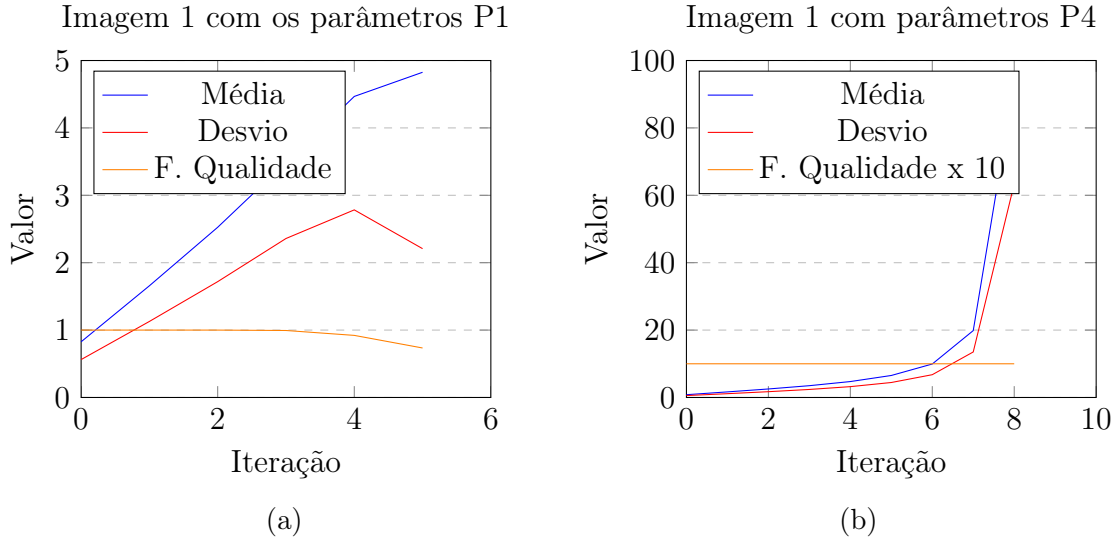 Imagem 1 com os parâmetros P1
5
4
3
2
1
0
0
2
4
6
Valor
Iteração
Média
Desvio
F. Qualidade
(a)
Imagem 1 com parâmetros P4
100
80
60
40
20
0
0
2
4
6
8
10
Valor
Iteração
Média
Desvio
F. Qualidade x 10
(b)